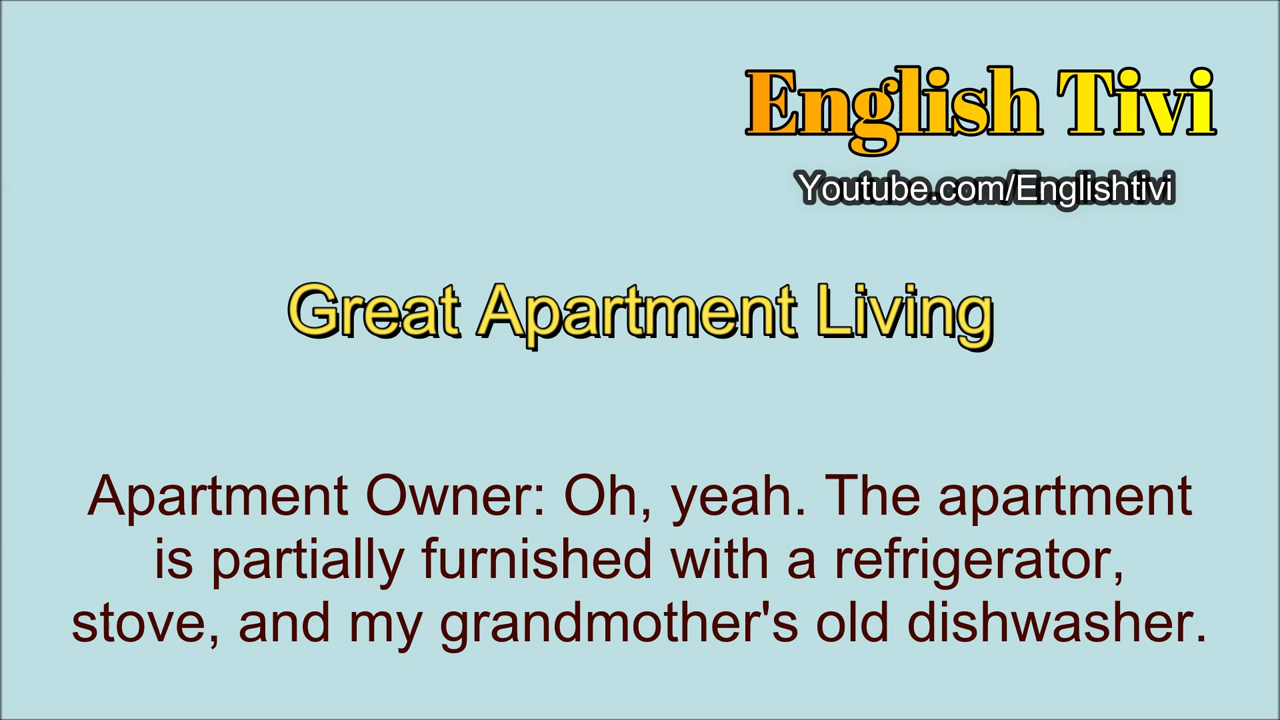 English Tivi
Youtube.com/Englishtivi
Great Apartment Living
Apartment Owner: Oh, yeah. The apartment
is partially furnished with a refrigerator,
stove, and my grandmother's old dishwasher.